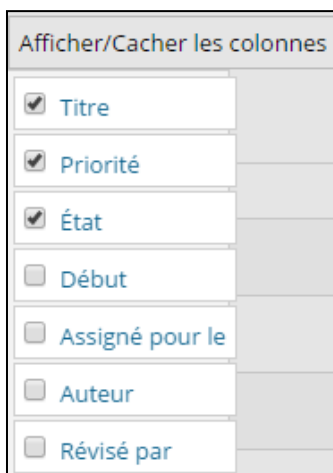 Afficher/Cacher les colonnes
Titre
Priorité
État
Début
Assigné pour le
Auteur
Révisé par